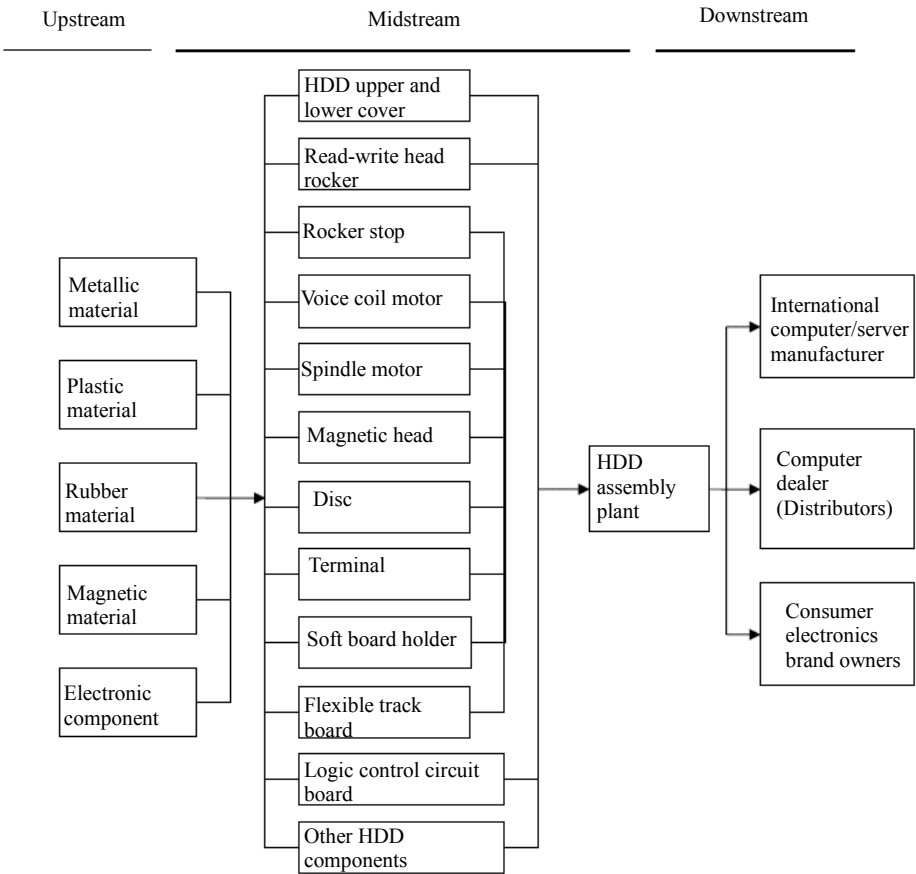 Upstream
Midstream
Downstream
Metallic
material
Plastic
material
Rubber
material
Magnetic
material
Electronic
component
HDD upper and
lower cover
Read-write head
rocker
Rocker stop
Voice coil motor
Spindle motor
Magnetic head
Disc
Terminal
Soft board holder
Flexible track
board
Logic control circuit
board
Other HDD
components
HDD
assembly
plant
International
computer/server
manufacturer
Computer
dealer
(Distributors)
Consumer
electronics
brand owners